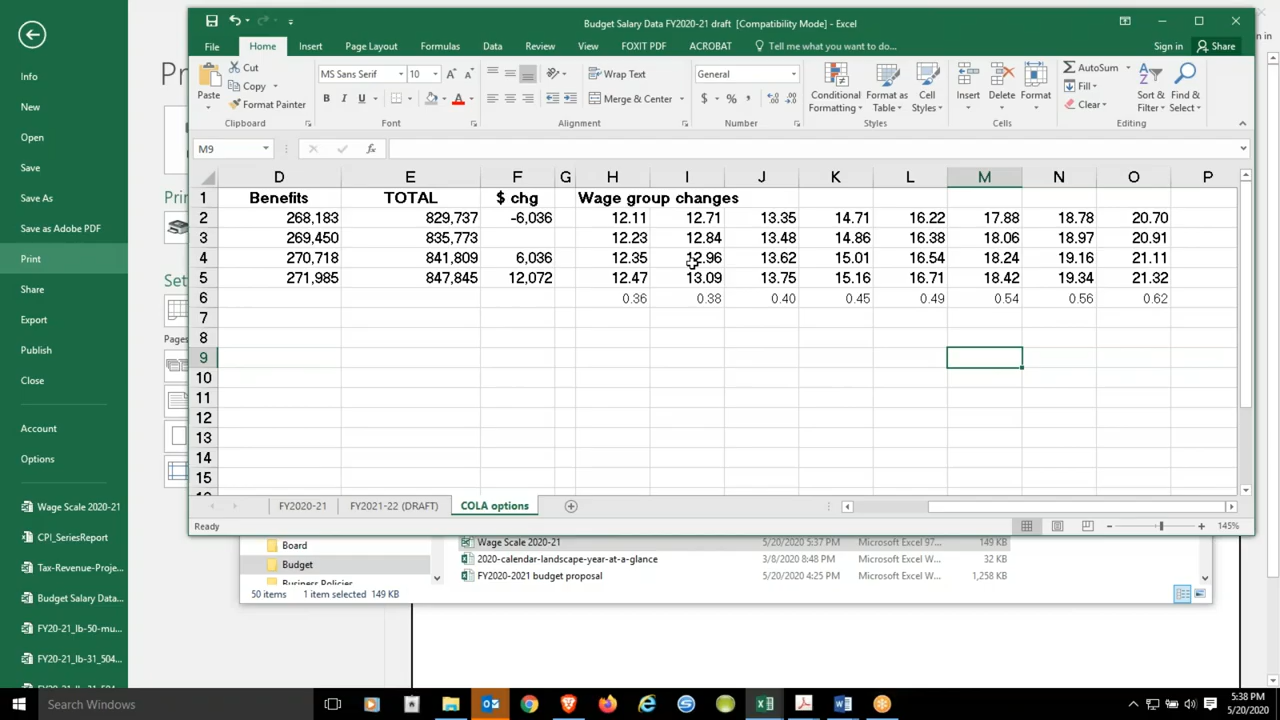 Budget Salary Data FY2020-21 draft [Compatibility Mode] - Excel
File Home Insert Page Layout Formulas Data Review View FOXIT PDF ACROBAT Tell me what you want to do... Sign in Share
Paste Cut Copy Format Painter Clipboard
MS Sans Serif 10 A A B I U A Font
Wrap Text Merge & Center Alignment
General $ % , Number
Conditional Formatting Format as Table Cell Styles Styles
Insert Delete Format Cells
AutoSum Fill Clear Sort & Filter Find & Select Editing
M9 fx
D E F G H I J K L M N O P
1 Benefits TOTAL $ chg Wage group changes
2 268,183 829,737 -6,036 12.11 12.71 13.35 14.71 16.22 17.88 18.78 20.70
3 269,450 835,773 12.23 12.84 13.48 14.86 16.38 18.06 18.97 20.91
4 270,718 841,809 6,036 12.35 12.96 13.62 15.01 16.54 18.24 19.16 21.11
5 271,985 847,845 12,072 12.47 13.09 13.75 15.16 16.71 18.42 19.34 21.32
6 0.36 0.38 0.40 0.45 0.49 0.54 0.56 0.62
7
8
9
10
11
12
13
14
15
FY2020-21 FY2021-22 (DRAFT) COLA options
Ready 145%
Info
New
Open
Save
Save As
Save as Adobe PDF
Print
Share
Export
Publish
Close
Account
Options
Wage Scale 2020-21
CPI_SeriesReport
Tax-Revenue-Proje...
Budget Salary Data...
FY20-21_lb-50-mu...
FY20-21_lb-31_504...
Pri
Set
Pages
n in
Board
Budget
Business Policies
Wage Scale 2020-21 5/20/2020 5:37 PM Microsoft Excel 97... 149 KB
2020-calendar-landscape-year-at-a-glance 3/8/2020 8:48 PM Microsoft Excel W... 32 KB
FY2020-2021 budget proposal 5/20/2020 4:25 PM Microsoft Excel W... 1,258 KB
50 items 1 item selected 149 KB
Search Windows
5:38 PM
5/20/2020